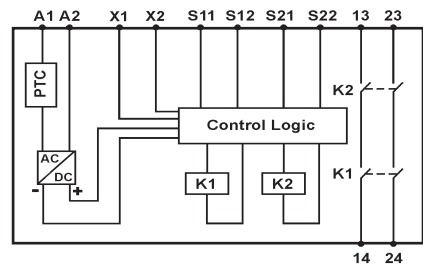 A1 A2 X1 X2 S11 S12 S21 S22 13 23
PTC
K2
Control Logic
AC
DC
- +
K1 K2
K1
14 24